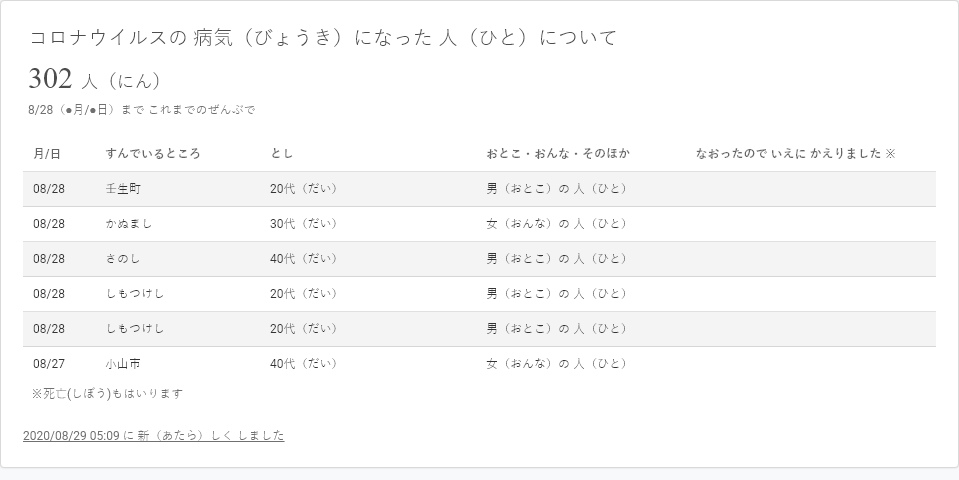 コロナウイルスの 病気（びょうき）になった 人（ひと）について
302 人（にん）
8/28（●月/●日）まで これまでのぜんぶで
月/日 すんでいるところ とし おとこ・おんな・そのほか なおったので いえに かえりました ※
08/28 壬生町 20代（だい） 男（おとこ）の 人（ひと）
08/28 かぬまし 30代（だい） 女（おんな）の 人（ひと）
08/28 さのし 40代（だい） 男（おとこ）の 人（ひと）
08/28 しもつけし 20代（だい） 男（おとこ）の 人（ひと）
08/28 しもつけし 20代（だい） 男（おとこ）の 人（ひと）
08/27 小山市 40代（だい） 女（おんな）の 人（ひと）
※死亡(しぼう)もはいります
2020/08/29 05:09 に 新（あたら）しく しました